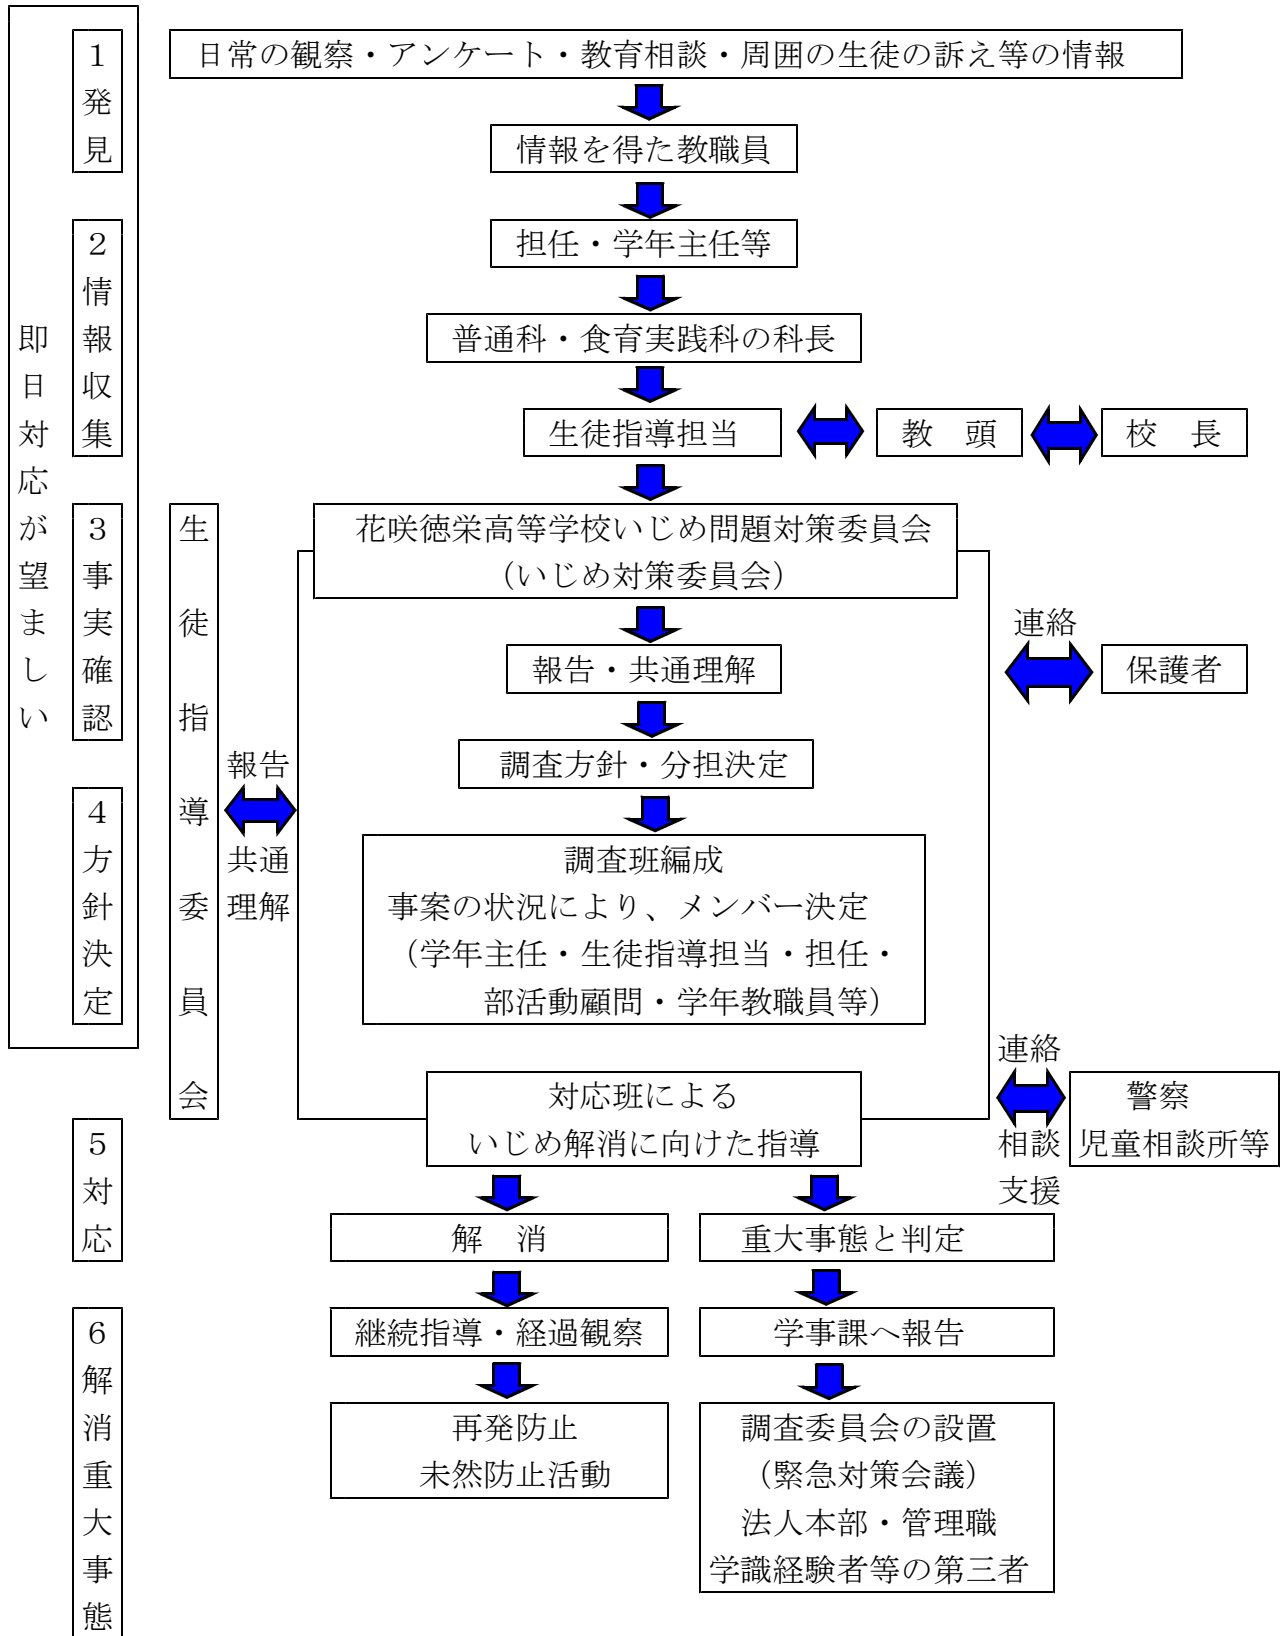 即日対応が望ましい
1発見
日常の観察・アンケート・教育相談・周囲の生徒の訴え等の情報
情報を得た教職員
2情報収集
担任・学年主任等
普通科・食育実践科の科長
生徒指導担当
教　頭
校　長
3事実確認
生徒指導委員会
花咲徳栄高等学校いじめ問題対策委員会
（いじめ対策委員会）
連絡
保護者
報告・共通理解
調査方針・分担決定
報告
共通
理解
4方針決定
調査班編成
事案の状況により、メンバー決定
（学年主任・生徒指導担当・担任・
部活動顧問・学年教職員等）
連絡
相談
支援
警察
児童相談所等
5対応
対応班による
いじめ解消に向けた指導
解　消
重大事態と判定
6解消重大事態
継続指導・経過観察
学事課へ報告
再発防止
未然防止活動
調査委員会の設置
（緊急対策会議）
法人本部・管理職
学識経験者等の第三者